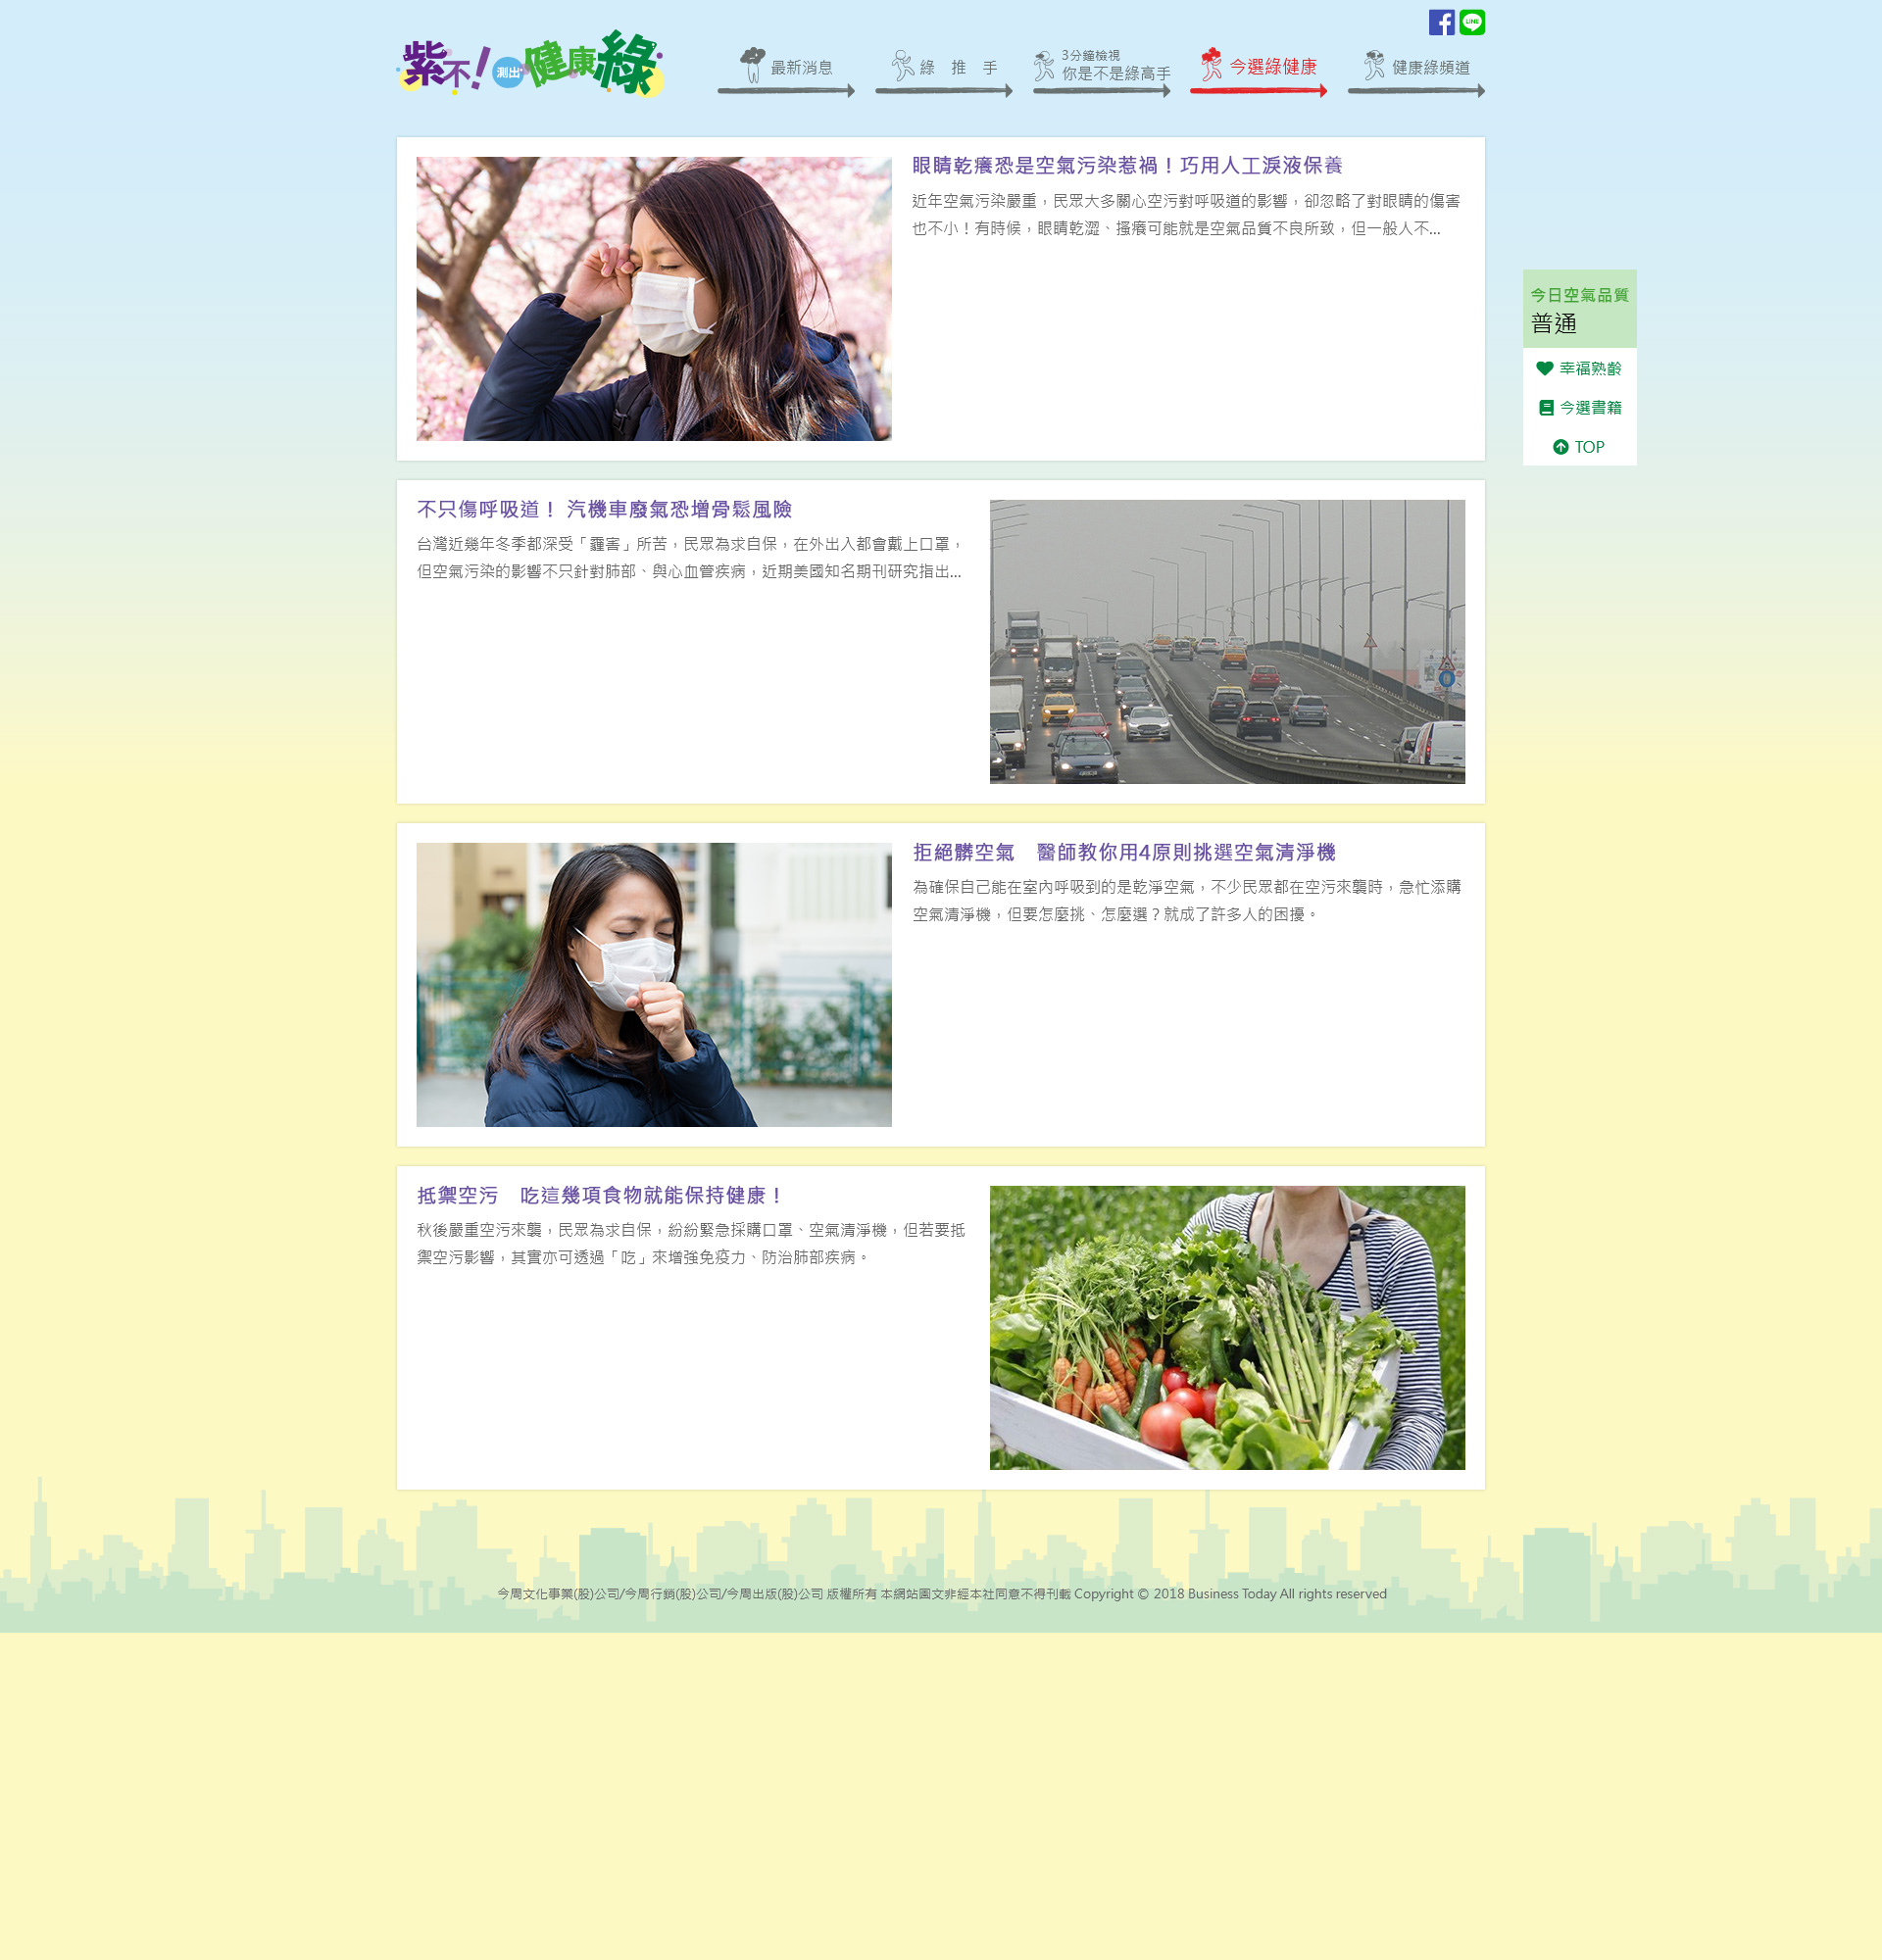 紫不!測出健康綠
最新消息
綠 推 手
3分鐘檢視
你是不是綠高手
今選綠健康
健康綠頻道
眼睛乾癢恐是空氣污染惹禍！巧用人工淚液保養
近年空氣污染嚴重，民眾大多關心空污對呼吸道的影響，卻忽略了對眼睛的傷害
也不小！有時候，眼睛乾澀、搔癢可能就是空氣品質不良所致，但一般人不...
今日空氣品質
普通
幸福熟齡
今選書籍
TOP
不只傷呼吸道！ 汽機車廢氣恐增骨鬆風險
台灣近幾年冬季都深受「霾害」所苦，民眾為求自保，在外出入都會戴上口罩，
但空氣污染的影響不只針對肺部、與心血管疾病，近期美國知名期刊研究指出...
拒絕髒空氣　醫師教你用4原則挑選空氣清淨機
為確保自己能在室內呼吸到的是乾淨空氣，不少民眾都在空污來襲時，急忙添購
空氣清淨機，但要怎麼挑、怎麼選？就成了許多人的困擾。
抵禦空污　吃這幾項食物就能保持健康！
秋後嚴重空污來襲，民眾為求自保，紛紛緊急採購口罩、空氣清淨機，但若要抵
禦空污影響，其實亦可透過「吃」來增強免疫力、防治肺部疾病。
今周文化事業(股)公司/今周行銷(股)公司/今周出版(股)公司 版權所有 本網站圖文非經本社同意不得刊載 Copyright © 2018 Business Today All rights reserved